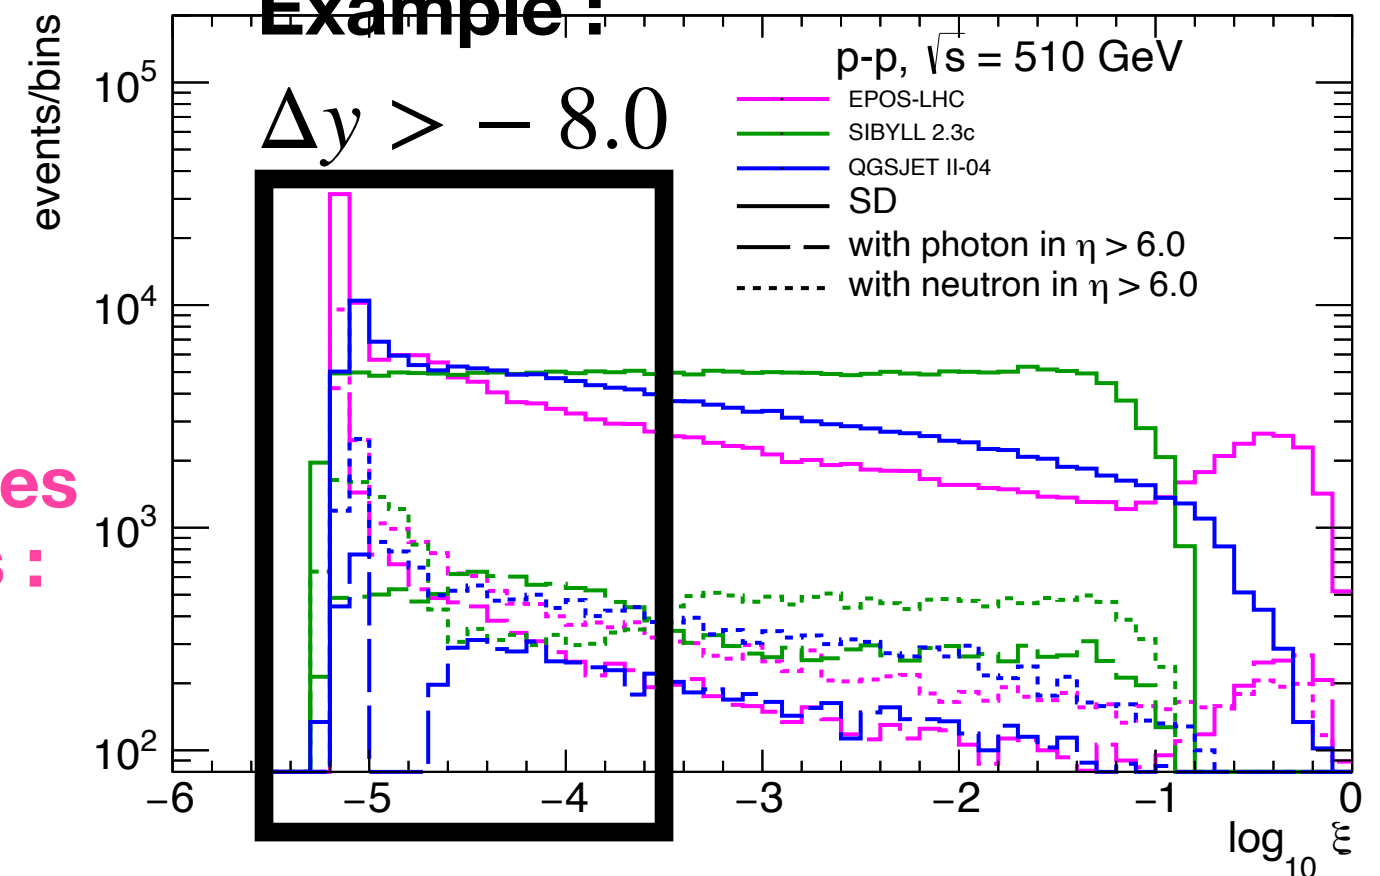 Example :
Δy > − 8.0
events/bins
10^5
10^4
10^3
10^2
p-p, √s = 510 GeV
EPOS-LHC
SIBYLL 2.3c
QGSJET II-04
SD
with photon in η > 6.0
with neutron in η > 6.0
es
s :
−6 −5 −4 −3 −2 −1 0
log₁₀ ξ